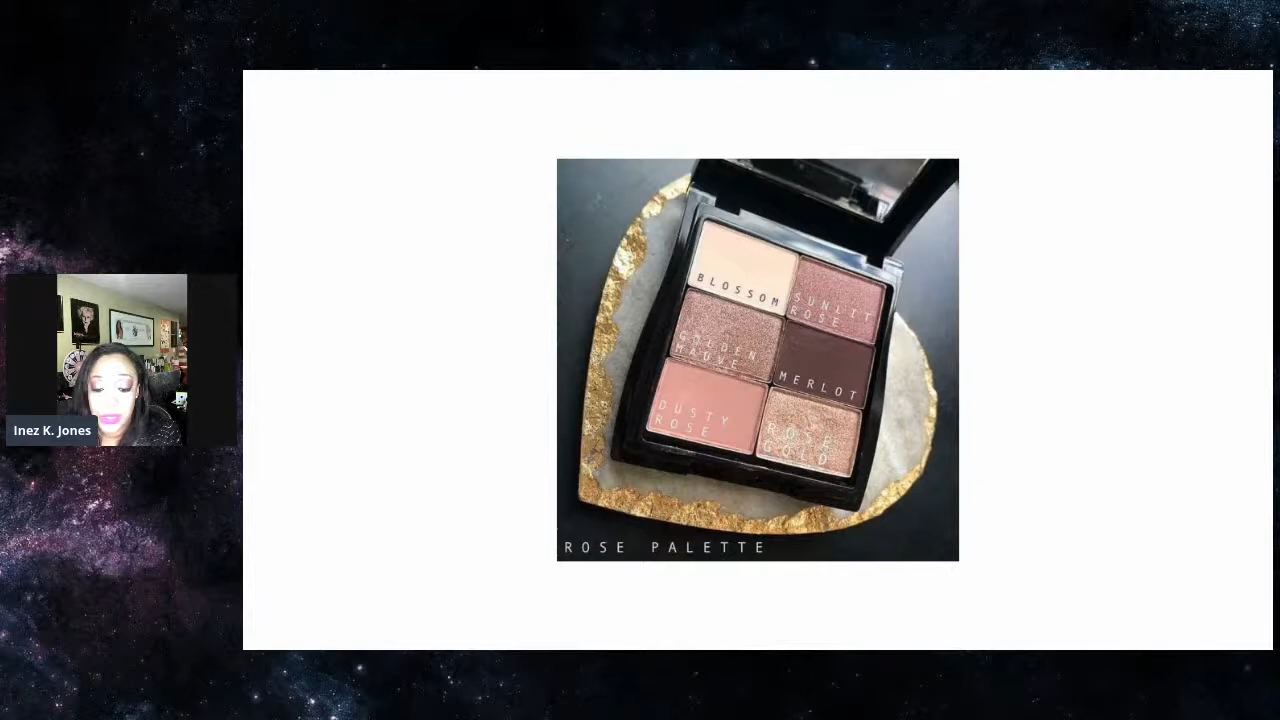 BLOSSOM
SUNLIT
ROSE
GOLDEN
MAUVE
MERLOT
DUSTY
ROSE
ROSE
GOLD
ROSE PALETTE
Inez K. Jones